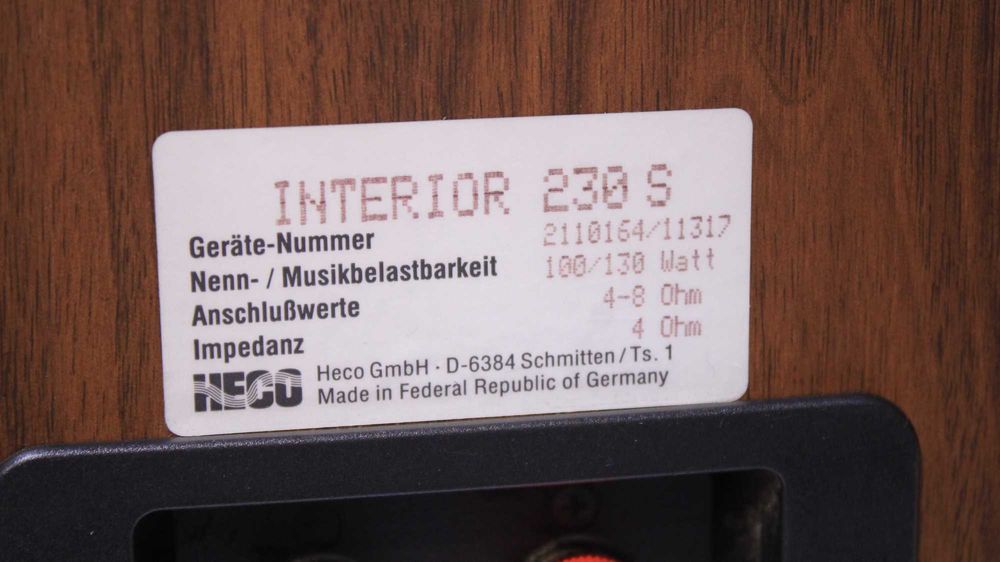 INTERIOR 230 S
Geräte-Nummer 2110164/11317
Nenn- / Musikbelastbarkeit 100/130 Watt
Anschlußwerte 4-8 Ohm
Impedanz 4 Ohm
HECO Heco GmbH · D-6384 Schmitten / Ts. 1
Made in Federal Republic of Germany